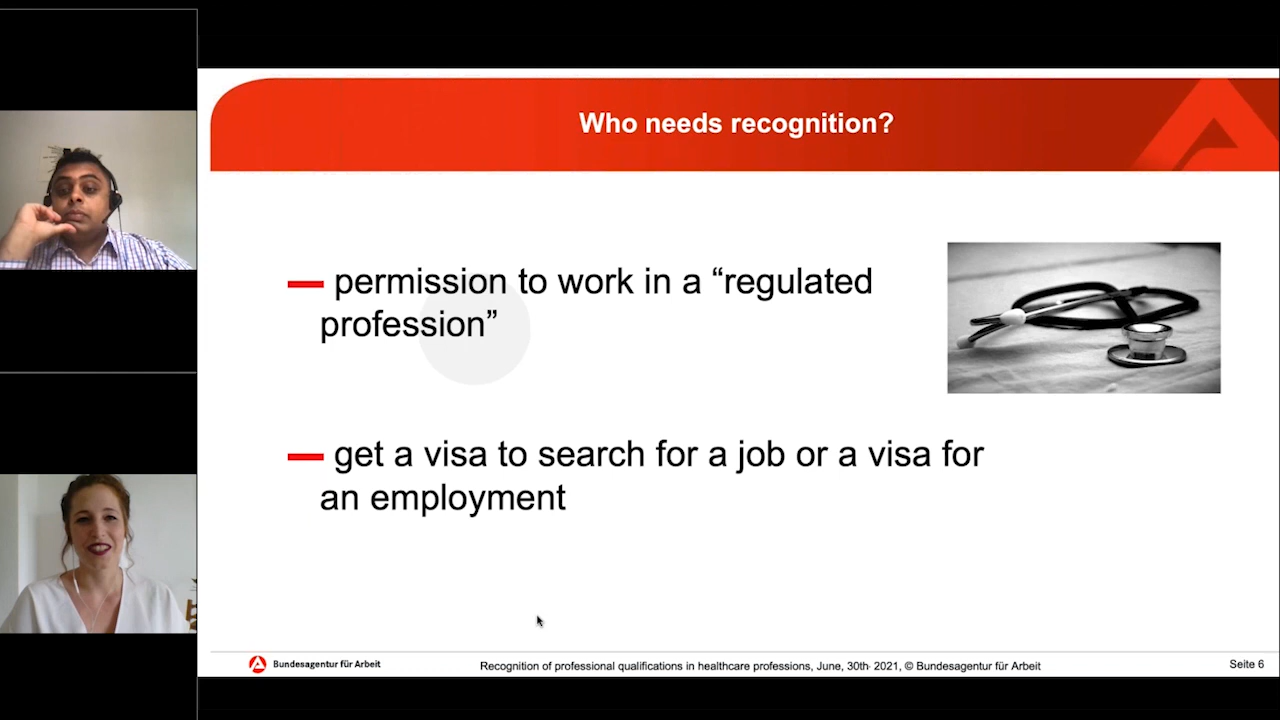 Who needs recognition?
permission to work in a “regulated
profession”
get a visa to search for a job or a visa for
an employment
Bundesagentur für Arbeit
Recognition of professional qualifications in healthcare professions, June, 30th· 2021, © Bundesagentur für Arbeit
Seite 6